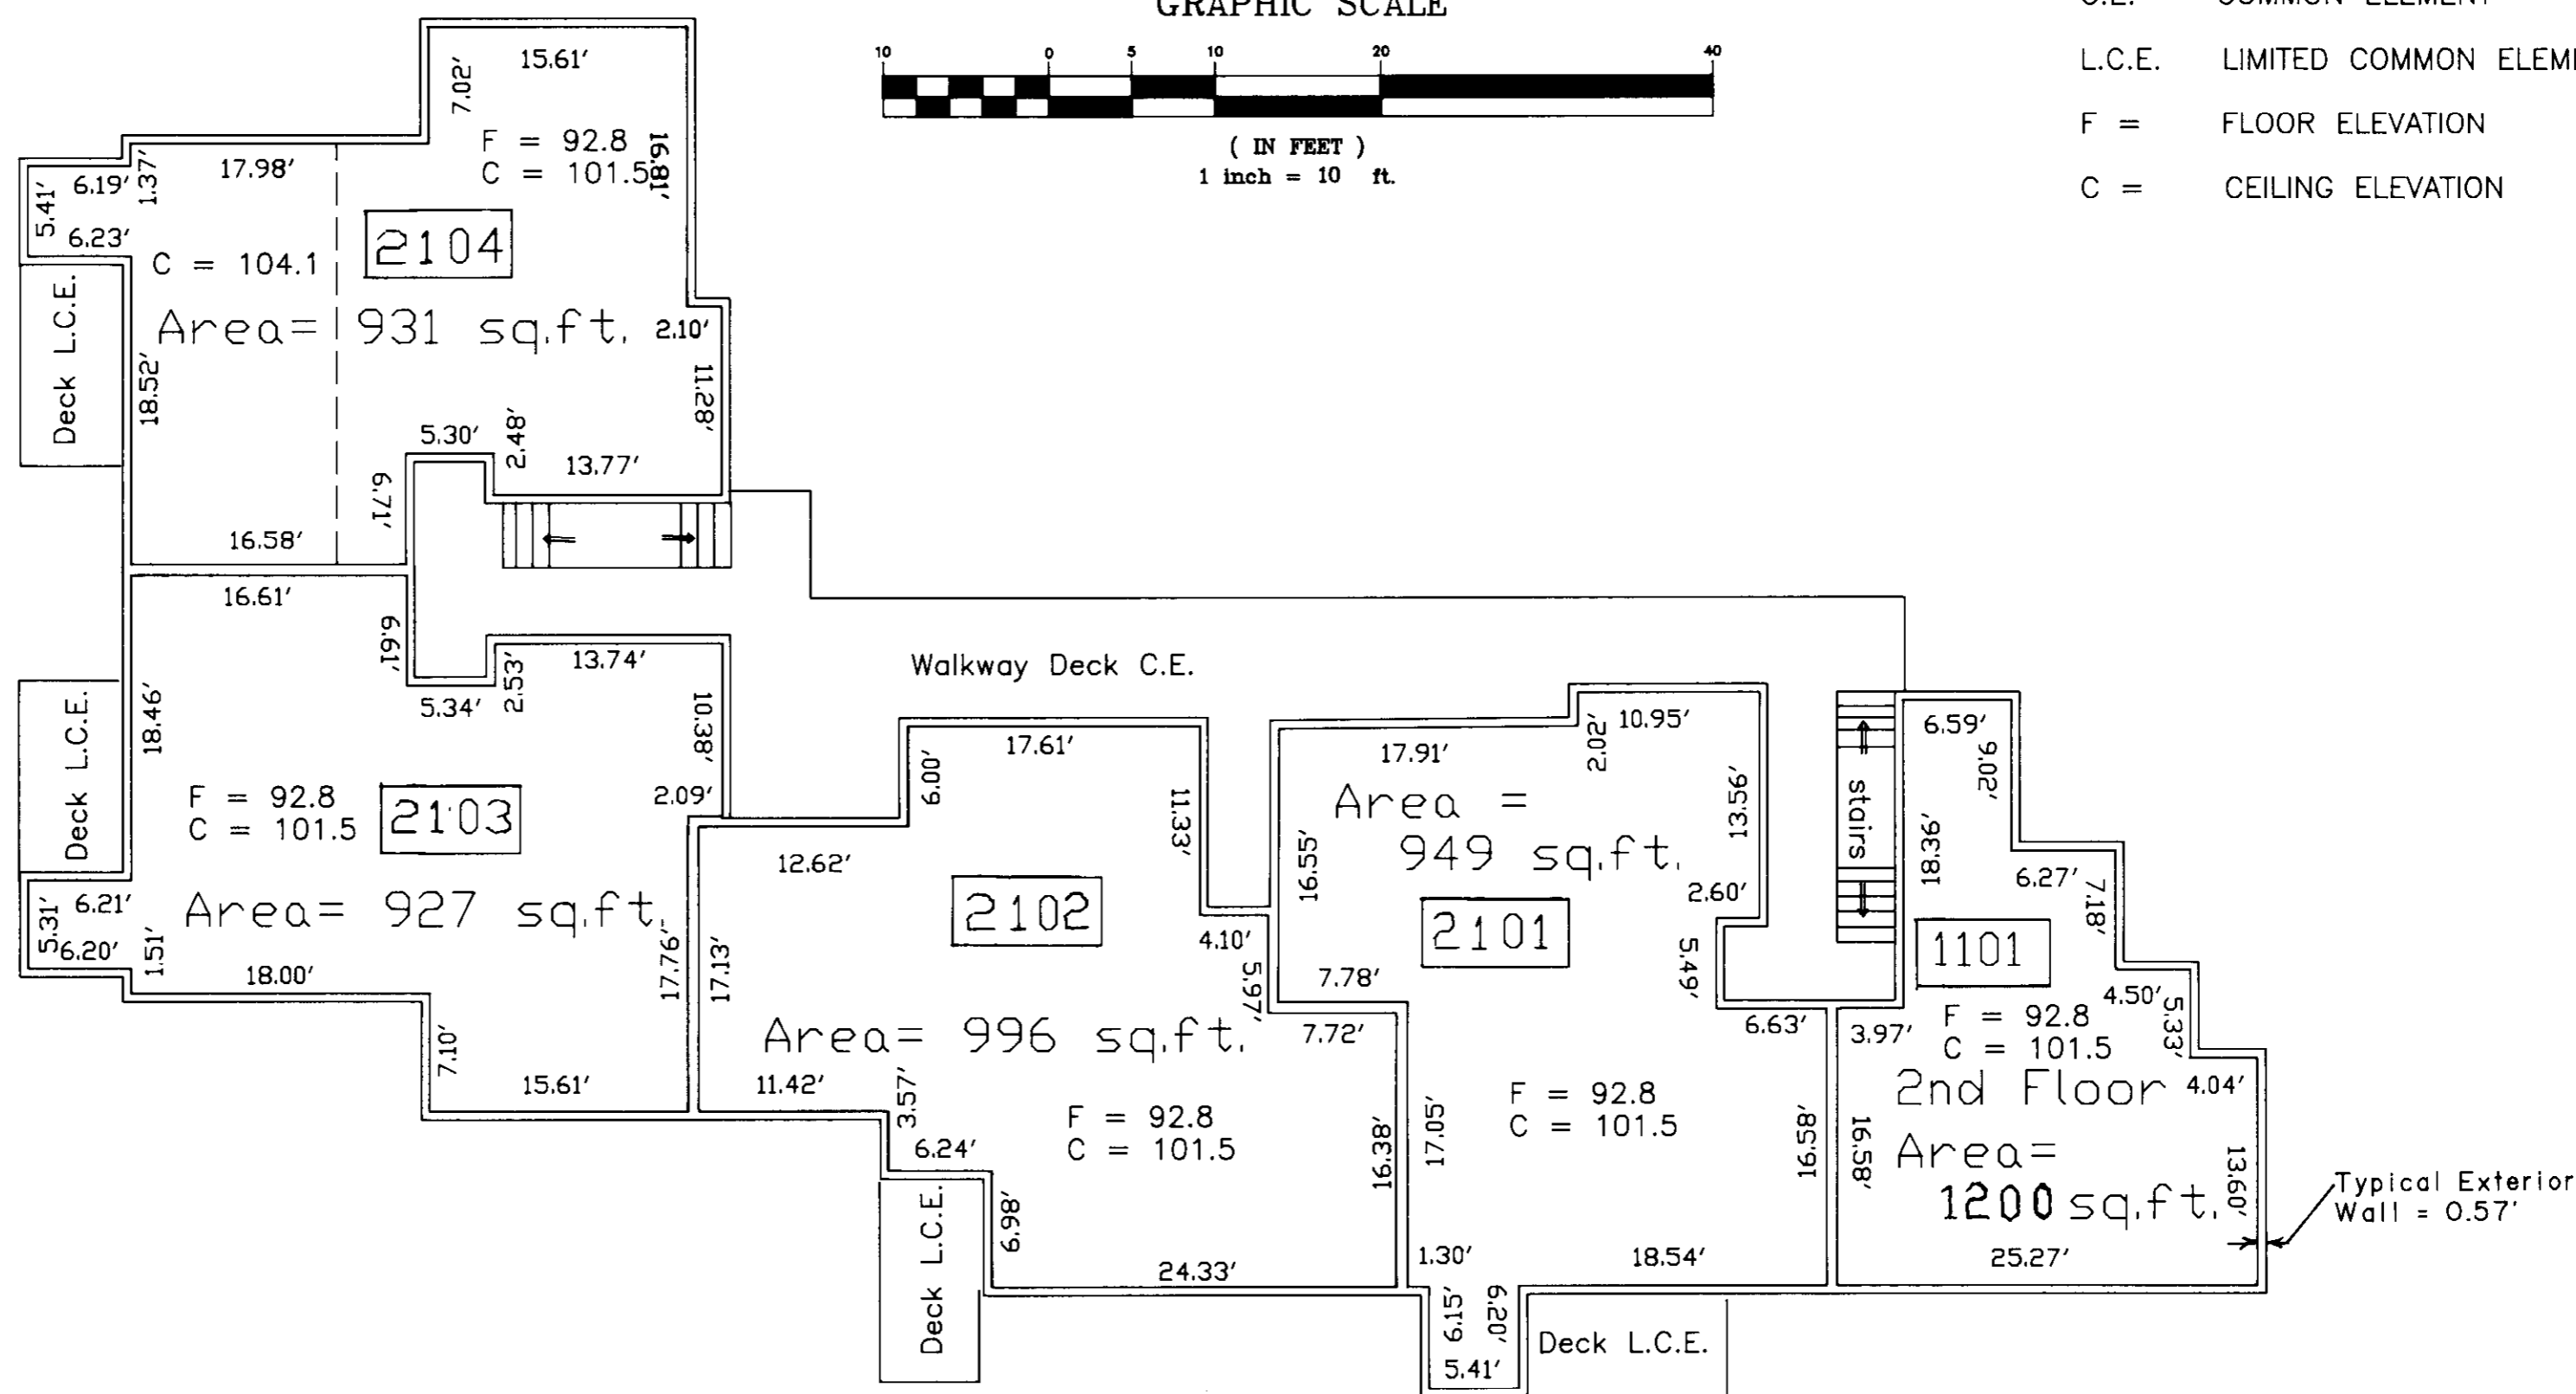 GRAPHIC SCALE
10 0 5 10 20 40
( IN FEET )
1 inch = 10 ft.
C.E. COMMON ELEMENT
L.C.E. LIMITED COMMON
F = FLOOR ELEVATION
C = CEILING ELEVATION
15.61'
7.02'
F = 92.8
C = 101.5
16.81'
17.98'
1.37'
6.19'
5.41'
6.23'
C = 104.1
2104
Area= 931 sq.ft.
2.10'
Deck L.C.E.
18.52'
11.28'
5.30'
2.48'
13.77'
6.71'
16.58'
16.61'
6.61'
5.34'
2.53'
13.74'
10.38'
18.46'
Deck L.C.E.
F = 92.8
C = 101.5
2103
2.09'
Area= 927 sq.ft.
6.21'
5.31'
6.20'
1.51'
18.00'
17.76'
7.10'
15.61'
Walkway Deck C.E.
17.61'
6.00'
11.33'
12.62'
2102
4.10'
5.97'
17.13'
Area= 996 sq.ft.
7.72'
11.42'
3.57'
F = 92.8
C = 101.5
6.24'
16.38'
6.98'
24.33'
Deck L.C.E.
10.95'
2.02'
17.91'
Area =
949 sq.ft.
13.56'
16.55'
2.60'
2101
5.49'
7.78'
6.63'
F = 92.8
C = 101.5
17.05'
16.58'
1.30'
18.54'
6.15'
6.20'
5.41'
Deck L.C.E.
stairs
6.59'
9.02'
18.36'
6.27'
7.18'
1101
4.50'
5.33'
3.97'
F = 92.8
C = 101.5
2nd Floor
4.04'
16.58'
Area=
1200 sq.ft.
13.60'
25.27'
Typical Exterior
Wall = 0.57'